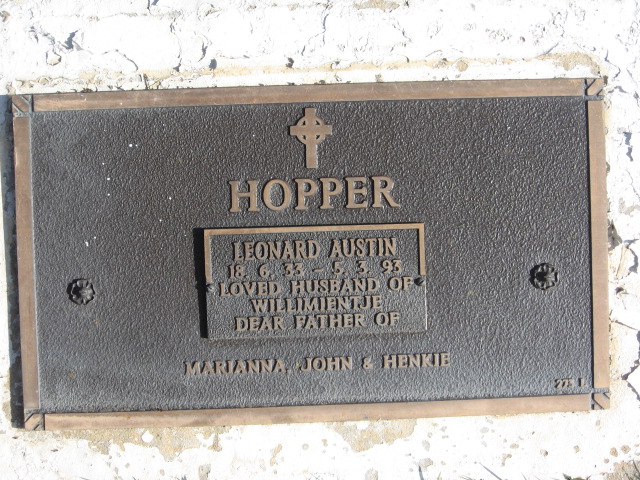 HOPPER
LEONARD AUSTIN
18. 6. 33 - 5. 3. 93
LOVED HUSBAND OF
WILLIMIENTJE
DEAR FATHER OF
MARIANNA, JOHN & HENKIE